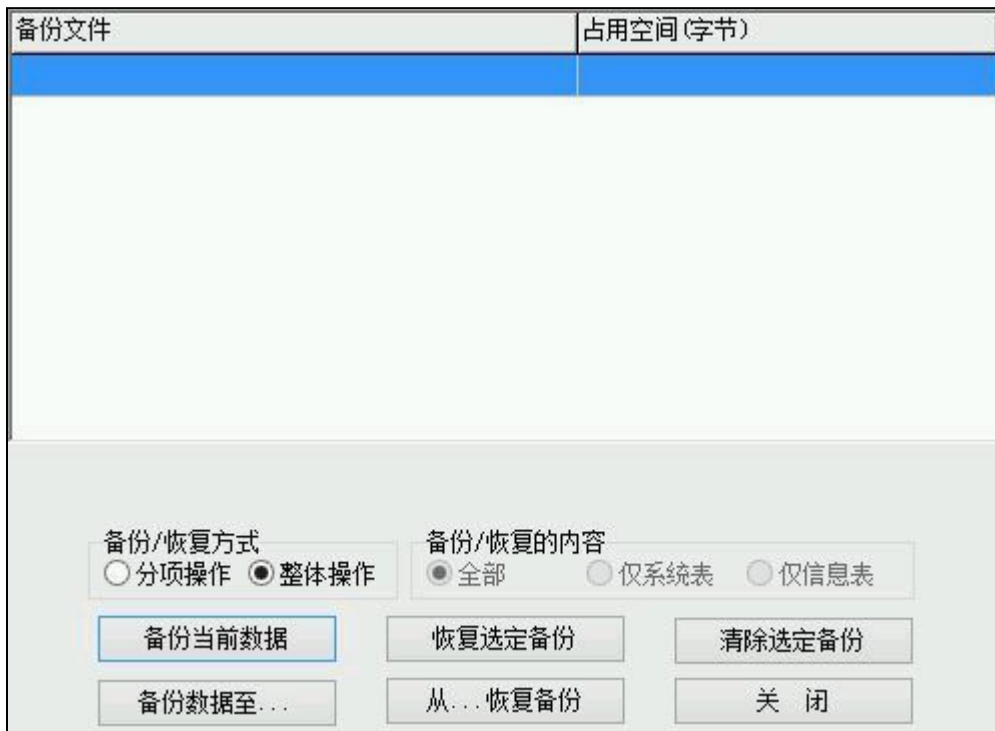 备份文件 占用空间(字节)
备份/恢复方式 备份/恢复的内容
分项操作 整体操作 全部 仅系统表 仅信息表
备份当前数据 恢复选定备份 清除选定备份
备份数据至... 从...恢复备份 关 闭